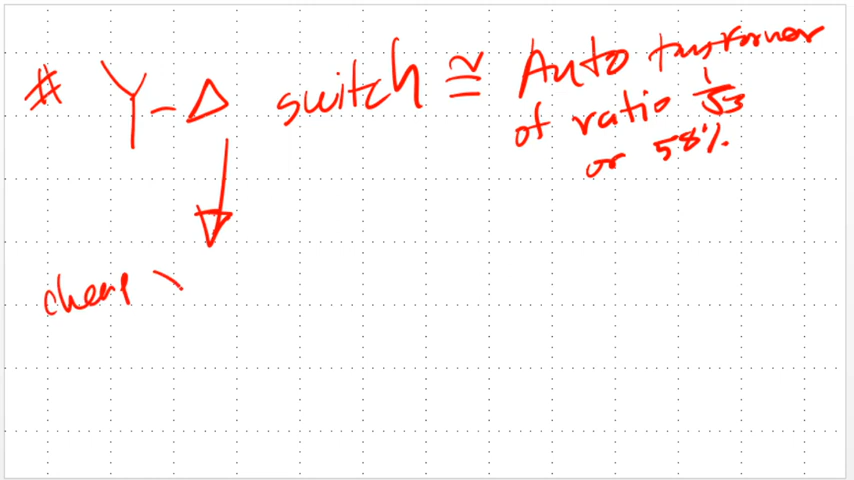 # Y-Δ switch ≅ Auto transformer
of ratio 1/√3
or 58%
cheap